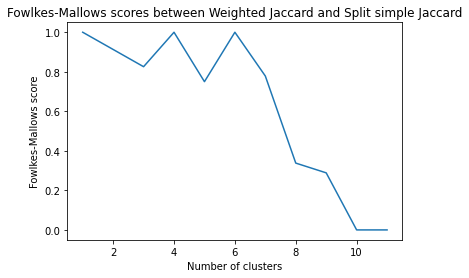 Fowlkes-Mallows scores between Weighted Jaccard and Split simple Jaccard
1.0
0.8
0.6
0.4
0.2
0.0
Fowlkes-Mallows score
2 4 6 8 10
Number of clusters